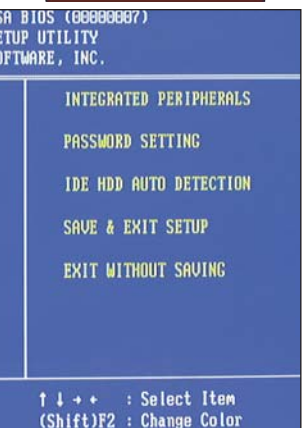 SA BIOS (00000007)
ETUP UTILITY
OFTWARE, INC.
INTEGRATED PERIPHERALS
PASSWORD SETTING
IDE HDD AUTO DETECTION
SAVE & EXIT SETUP
EXIT WITHOUT SAVING
↑ ↓ → ← : Select Item
(Shift)F2 : Change Color